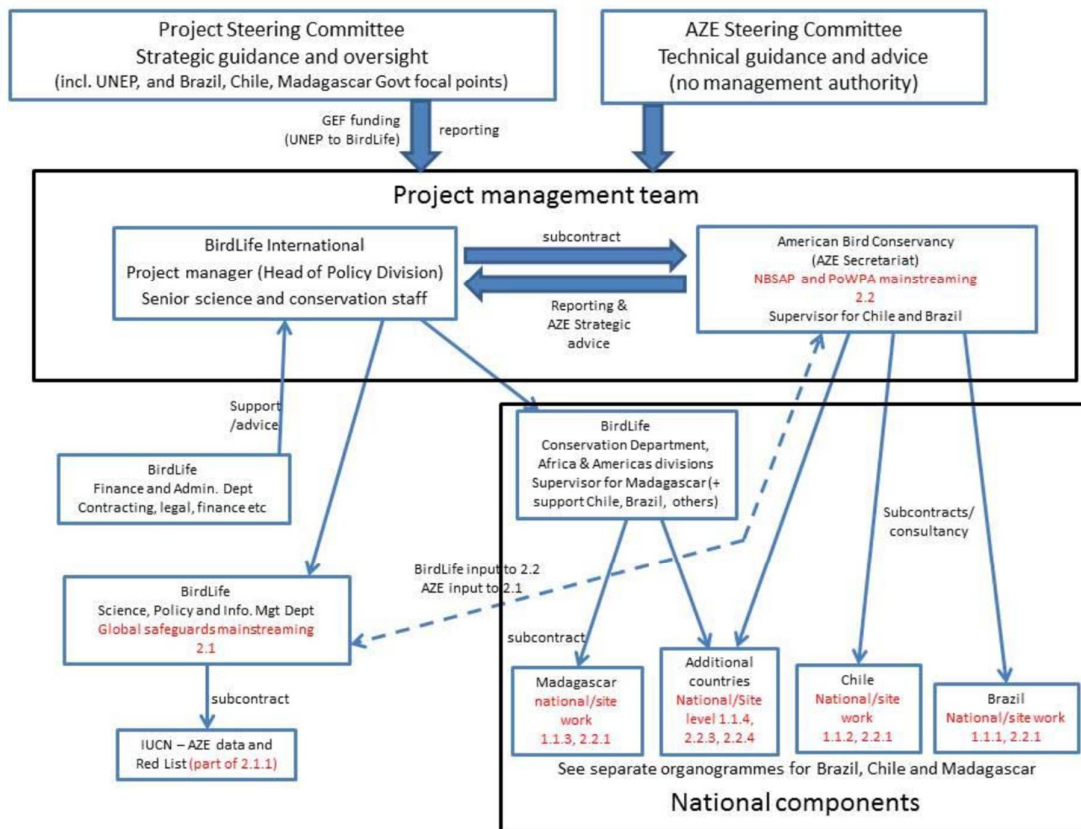 Project Steering Committee
Strategic guidance and oversight
(incl. UNEP, and Brazil, Chile, Madagascar Govt focal points)
AZE Steering Committee
Technical guidance and advice
(no management authority)
GEF funding
(UNEP to BirdLife)
reporting
Project management team
BirdLife International
Project manager (Head of Policy Division)
Senior science and conservation staff
subcontract
Reporting &
AZE Strategic
advice
American Bird Conservancy
(AZE Secretariat)
NBSAP and PoWPA mainstreaming
2.2
Supervisor for Chile and Brazil
Support
/advice
BirdLife
Finance and Admin. Dept
Contracting, legal, finance etc
BirdLife
Conservation Department,
Africa & Americas divisions
Supervisor for Madagascar (+
support Chile, Brazil, others)
Subcontracts/
consultancy
BirdLife input to 2.2
AZE input to 2.1
BirdLife
Science, Policy and Info. Mgt Dept
Global safeguards mainstreaming
2.1
subcontract
subcontract
IUCN – AZE data and
Red List (part of 2.1.1)
Madagascar
national/site
work
1.1.3, 2.2.1
Additional
countries
National/Site
level 1.1.4,
2.2.3, 2.2.4
Chile
National/site
work
1.1.2, 2.2.1
Brazil
National/site work
1.1.1, 2.2.1
See separate organogrammes for Brazil, Chile and Madagascar
National components